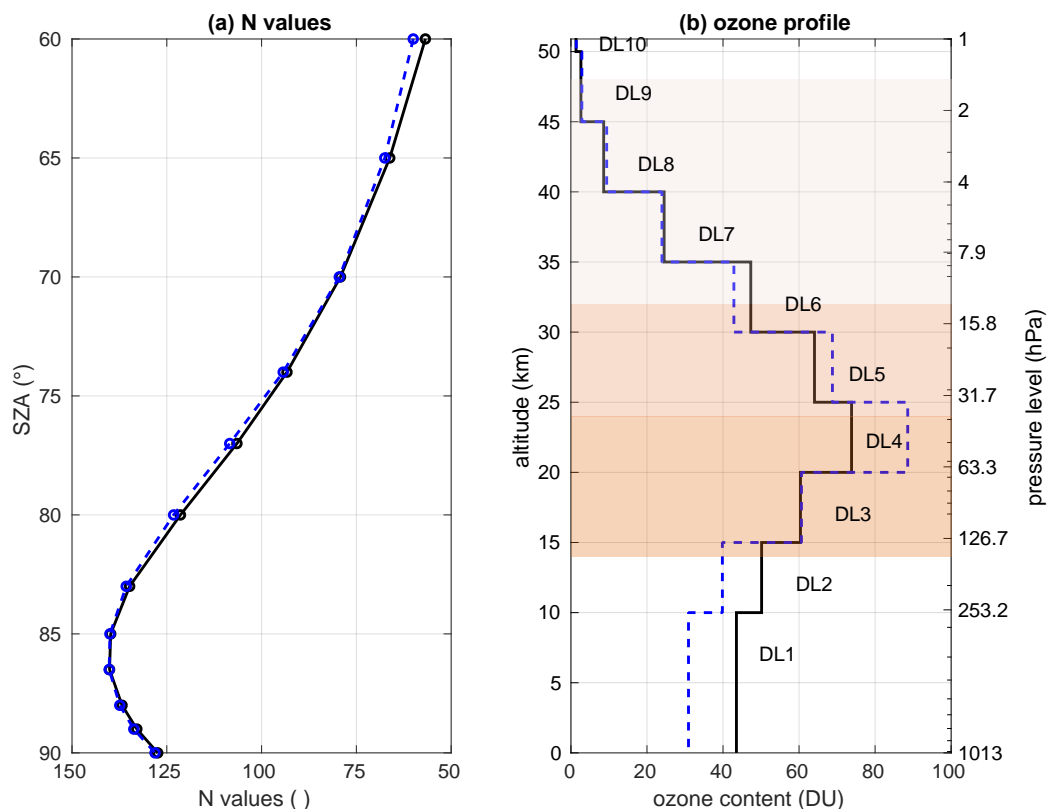 (a) N values
60
65
70
75
80
85
90
SZA (°)
150
125
100
75
50
N values ( )
(b) ozone profile
50
45
40
35
30
25
20
15
10
5
0
altitude (km)
DL10
DL9
DL8
DL7
DL6
DL5
DL4
DL3
DL2
DL1
1
2
4
7.9
15.8
31.7
63.3
126.7
253.2
1013
pressure level (hPa)
0
20
40
60
80
100
ozone content (DU)